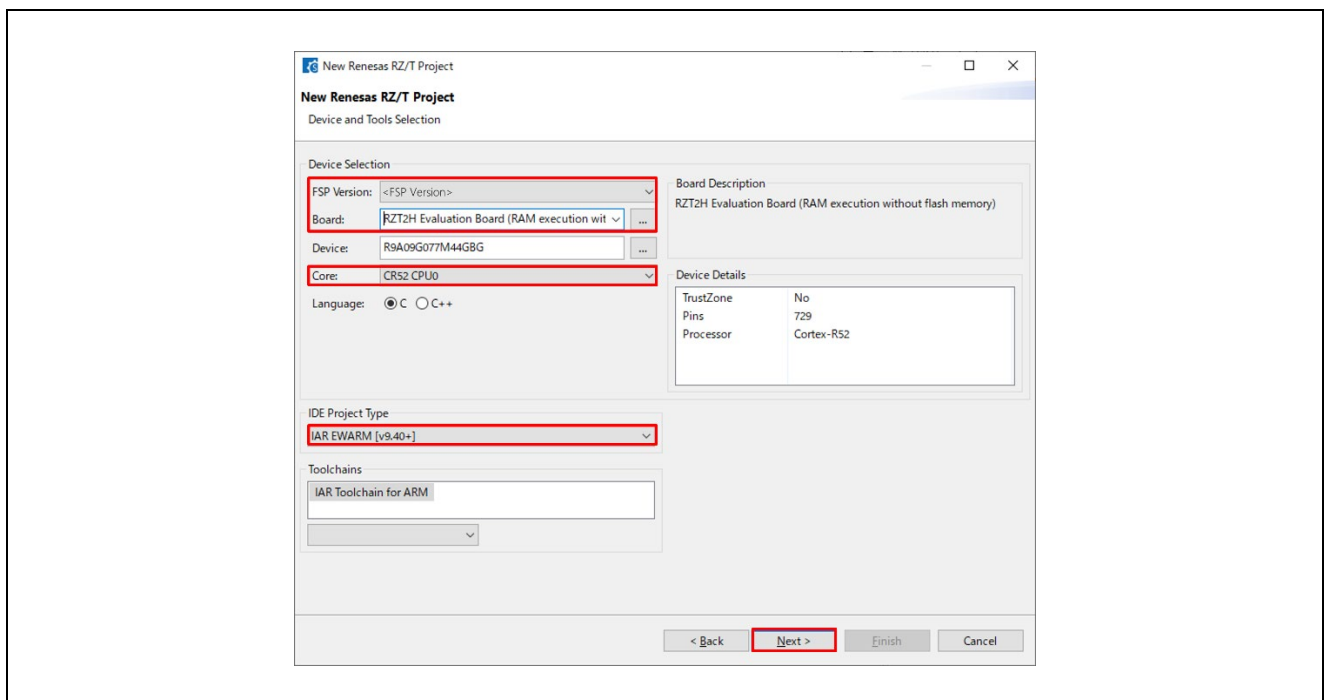 New Renesas RZ/T Project
New Renesas RZ/T Project
Device and Tools Selection
Device Selection
FSP Version: <FSP Version>
Board: RZT2H Evaluation Board (RAM execution wit ...
Device: R9A09G077M44GBG ...
Core: CR52 CPU0
Language: C C++
Board Description
RZT2H Evaluation Board (RAM execution without flash memory)
Device Details
TrustZone No
Pins 729
Processor Cortex-R52
IDE Project Type
IAR EWARM [v9.40+]
Toolchains
IAR Toolchain for ARM
< Back Next > Finish Cancel